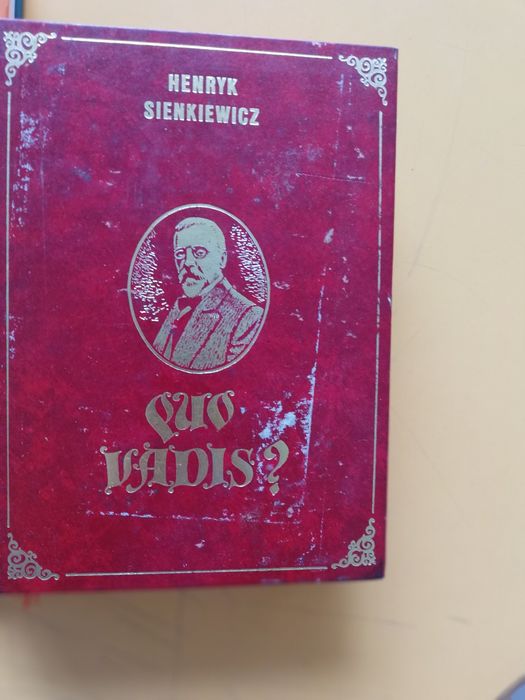 HENRYK
SIENKIEWICZ
QUO
VADIS?